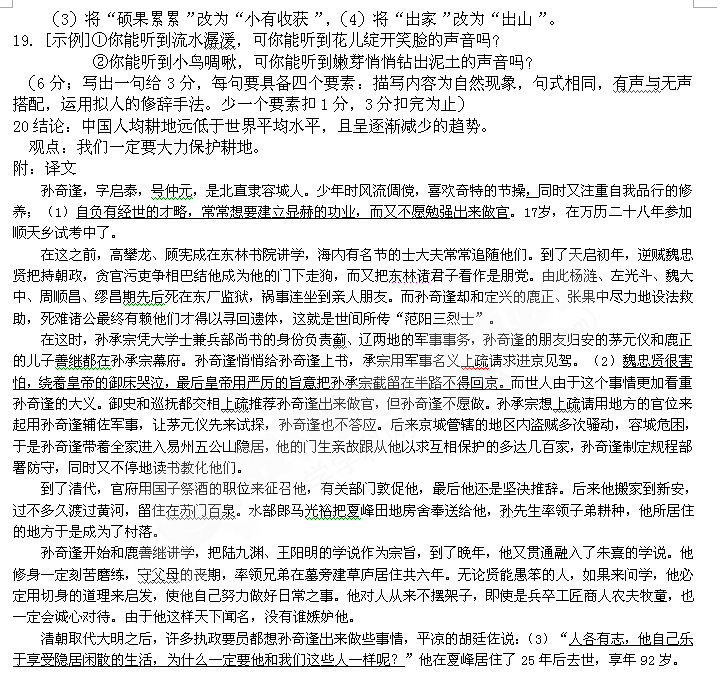 （3）将“硕果累累”改为“小有收获”，（4）将“出家”改为“出山”。
19. [示例]①你能听到流水潺湲，可你能听到花儿绽开笑脸的声音吗？
②你能听到小鸟啁啾，可你能听到嫩芽悄悄钻出泥土的声音吗？
（6分；写出一句给3分，每句要具备四个要素：描写内容为自然现象，句式相同，有声与无声
搭配，运用拟人的修辞手法。少一个要素扣1分，3分扣完为止）
20结论：中国人均耕地远低于世界平均水平，且呈逐渐减少的趋势。
观点：我们一定要大力保护耕地。
附：译文
孙奇逢，字启泰，号仲元，是北直隶容城人。少年时风流倜傥，喜欢奇特的节操，同时又注重自我品行的修
养；（1）自负有经世的才略，常常想要建立显赫的功业，而又不愿勉强出来做官。17岁，在万历二十八年参加
顺天乡试考中了。
在这之前，高攀龙、顾宪成在东林书院讲学，海内有名节的士大夫常常追随他们。到了天启初年，逆贼魏忠
贤把持朝政，贪官污吏争相巴结他成为他的门下走狗，而又把东林诸君子看作是朋党。由此杨涟、左光斗、魏大
中、周顺昌、缪昌期先后死在东厂监狱，祸事连坐到亲人朋友。而孙奇逢却和定兴的鹿正、张果中尽力地设法救
助，死难诸公最终有赖他们才得以寻回遗体，这就是世间所传“范阳三烈士”。
在这时，孙承宗凭大学士兼兵部尚书的身份负责蓟、辽两地的军事事务，孙奇逢的朋友归安的茅元仪和鹿正
的儿子善继都在孙承宗幕府。孙奇逢悄悄给孙奇逢上书，承宗用军事名义上疏请求进京见驾。（2）魏忠贤很害
怕，绕着皇帝的御床哭泣，最后皇帝用严厉的旨意把孙承宗截留在半路不得回京。而世人由于这个事情更加看重
孙奇逢的大义。御史和巡抚都交相上疏推荐孙奇逢出来做官，但孙奇逢不愿做。孙承宗想上疏请用地方的官位来
起用孙奇逢辅佐军事，让茅元仪先来试探，孙奇逢也不答应。后来京城管辖的地区内盗贼多次骚动，容城危困，
于是孙奇逢带着全家进入易州五公山隐居，他的门生亲故跟从他以求互相保护的多达几百家，孙奇逢制定规程部
署防守，同时又不停地读书教化他们。
到了清代，官府用国子祭酒的职位来征召他，有关部门敦促他，最后他还是坚决推辞。后来他搬家到新安，
过不多久渡过黄河，留住在苏门百泉。水部郎马光裕把夏峰田地房舍奉送给他，孙先生率领子弟耕种，他所居住
的地方于是成为了村落。
孙奇逢开始和鹿善继讲学，把陆九渊、王阳明的学说作为宗旨，到了晚年，他又贯通融入了朱熹的学说。他
修身一定刻苦磨练，守父母的丧期，率领兄弟在墓旁建草庐居住共六年。无论贤能愚笨的人，如果来问学，他必
定用切身的道理来启发，使他自己努力做好日常之事。他对人从来不摆架子，即使是兵卒工匠商人农夫牧童，也
一定会诚心对待。由于他这样天下闻名，没有谁嫉妒他。
清朝取代大明之后，许多执政要员都想孙奇逢出来做些事情，平凉的胡廷佐说：（3）“人各有志，他自己乐
于享受隐居闲散的生活，为什么一定要他和我们这些人一样呢？”他在夏峰居住了25年后去世，享年92岁。